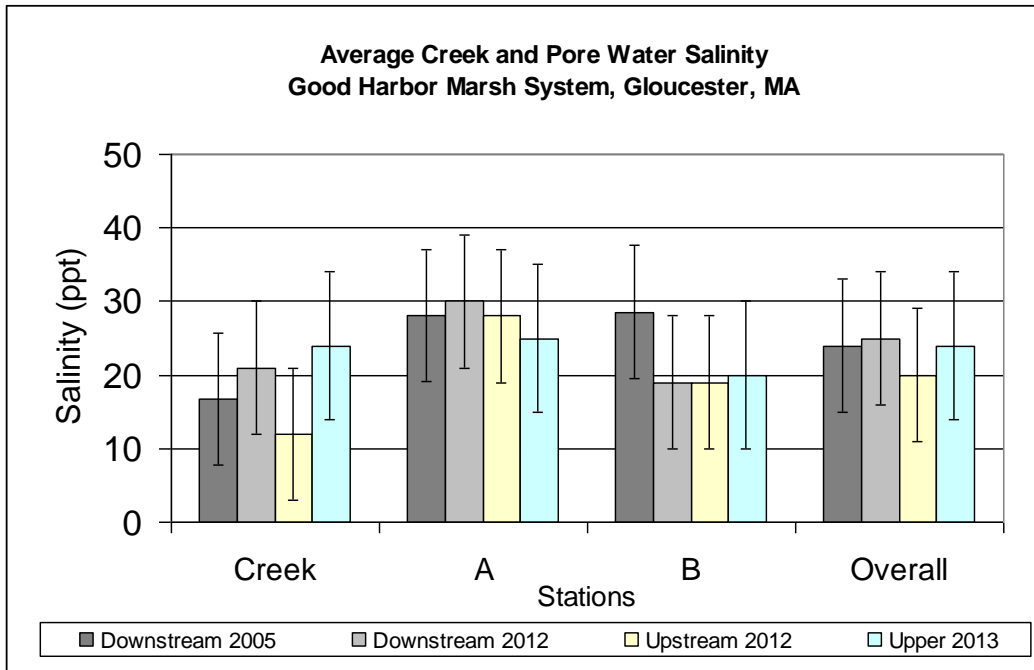 Average Creek and Pore Water Salinity
Good Harbor Marsh System, Gloucester, MA
50
40
30
20
10
0
Salinity (ppt)
Creek
A
B
Overall
Stations
Downstream 2005
Downstream 2012
Upstream 2012
Upper 2013